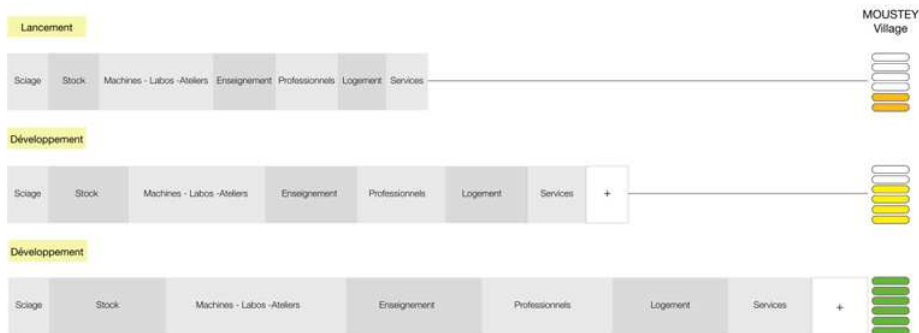 MOUSTEY
Village
Lancement
Sciage Stock Machines - Labos -Ateliers Enseignement Professionnels Logement Services
Développement
Sciage Stock Machines - Labos -Ateliers Enseignement Professionnels Logement Services +
Développement
Sciage Stock Machines - Labos -Ateliers Enseignement Professionnels Logement Services +